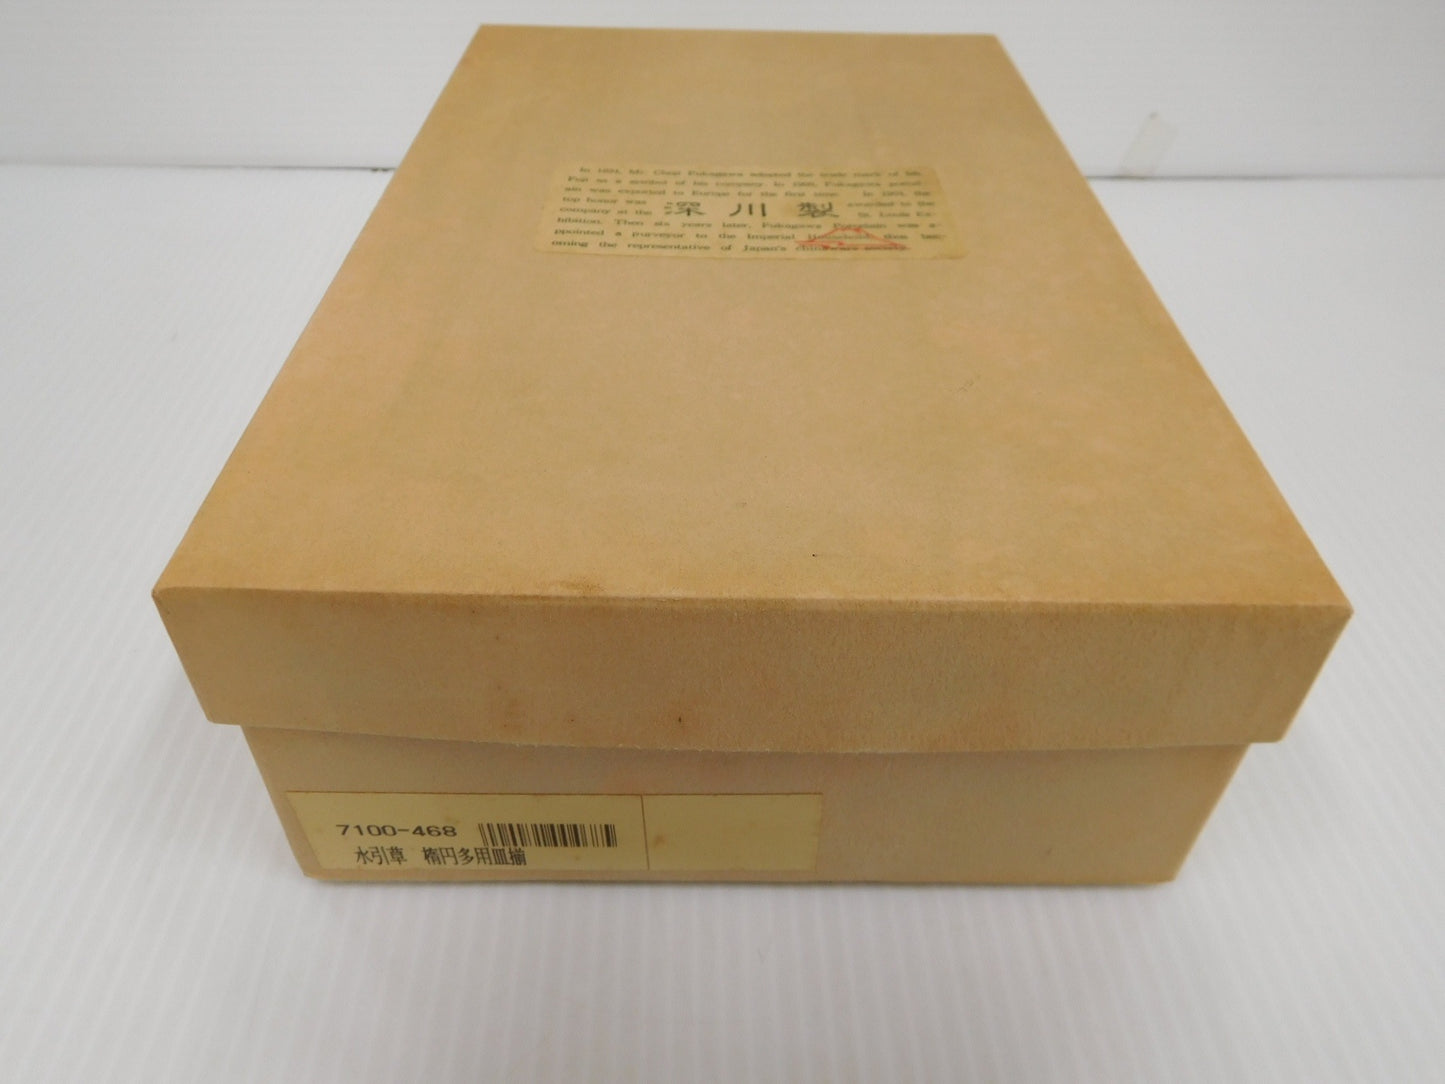 In 1894, Mr. Chuji Fukagawa adopted the trade mark of Mt.
Fuji as a symbol of his company. In 1900, Fukagawa porcel-
ain was exported to Europe for the first time. In 1904, the
top honor was awarded to the
company at the St. Louis Ex-
深川製
hibition. Then six years later, Fukagawa Porcelain was a-
ppointed a purveyor to the Imperial Household, thus bec-
oming the representative of Japan's chinaware society.
7100-468
水引草 楕円多用皿揃